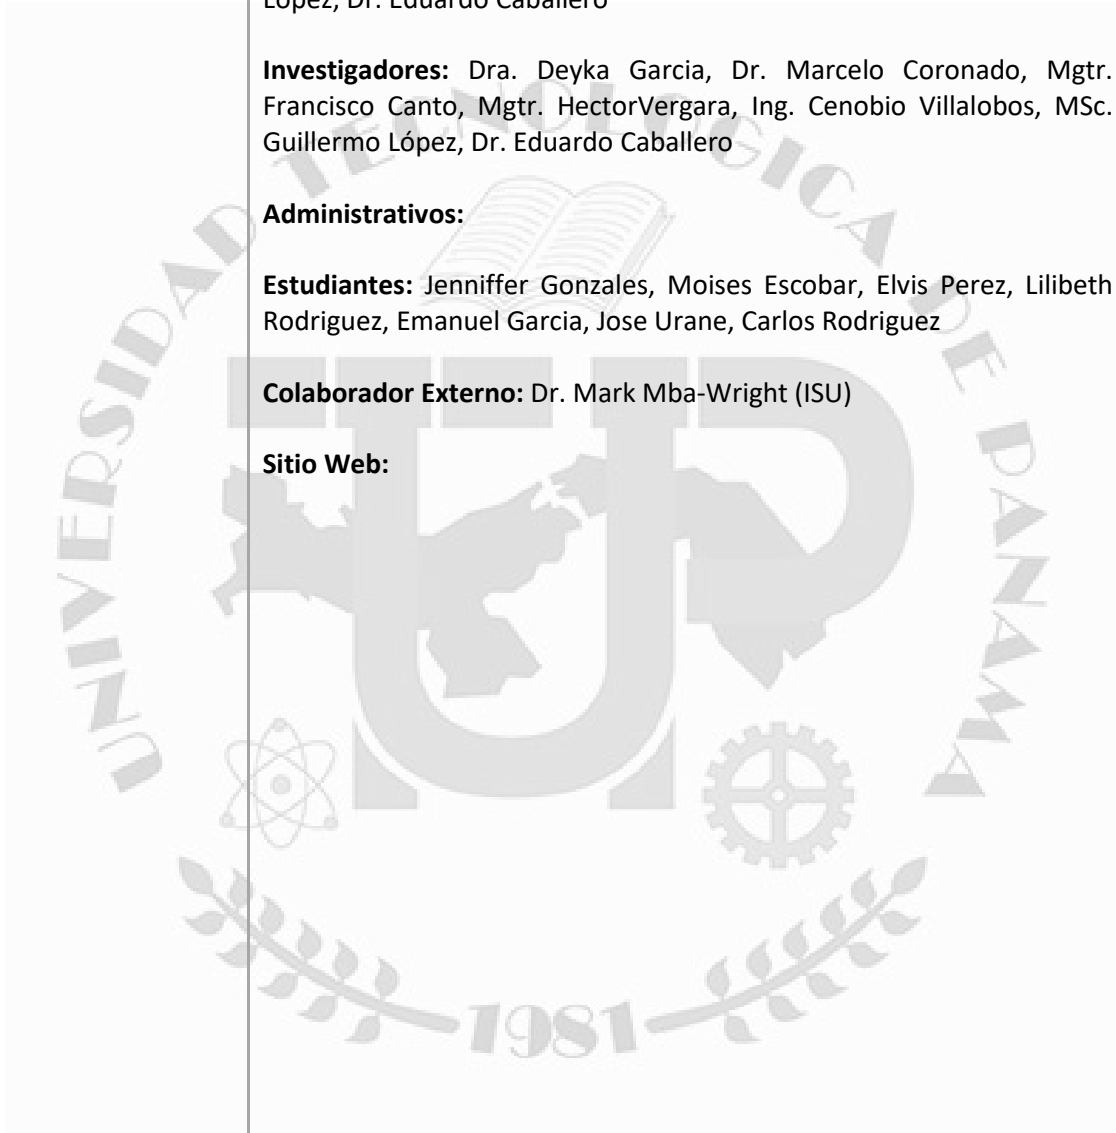 López, Dr. Eduardo Caballero
Investigadores: Dra. Deyka Garcia, Dr. Marcelo Coronado, Mgtr.
Francisco Canto, Mgtr. HectorVergara, Ing. Cenobio Villalobos, MSc.
Guillermo López, Dr. Eduardo Caballero
Administrativos:
Estudiantes: Jenniffer Gonzales, Moises Escobar, Elvis Perez, Lilibeth
Rodriguez, Emanuel Garcia, Jose Urane, Carlos Rodriguez
Colaborador Externo: Dr. Mark Mba-Wright (ISU)
Sitio Web:
UNIVERSIDAD TECNOLOGICA DE PANAMA
UTP
1981